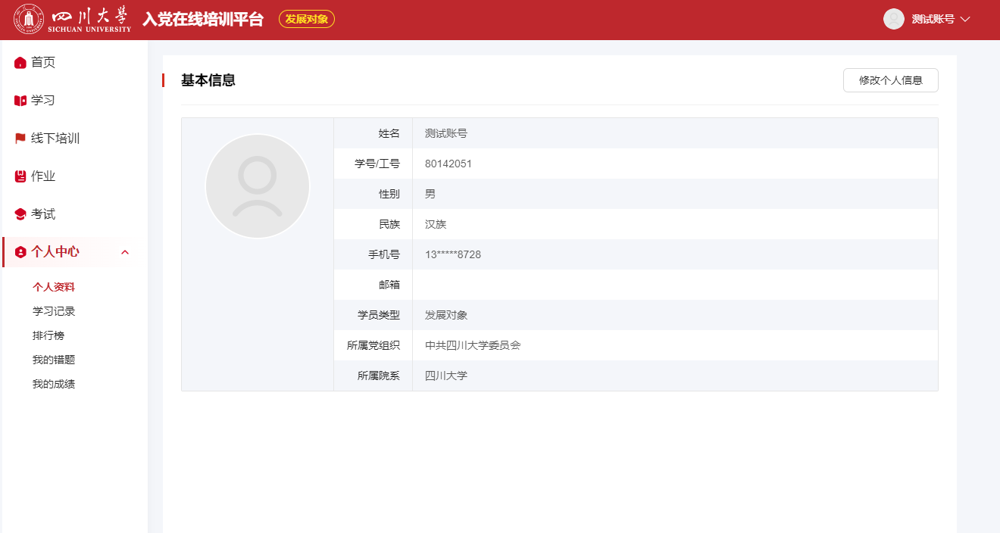 四川大学
SICHUAN UNIVERSITY
入党在线培训平台
发展对象
测试账号
首页
学习
线下培训
作业
考试
个人中心
个人资料
学习记录
排行榜
我的错题
我的成绩
基本信息
修改个人信息
姓名 测试账号
学号/工号 80142051
性别 男
民族 汉族
手机号 13*****8728
邮箱
学员类型 发展对象
所属党组织 中共四川大学委员会
所属院系 四川大学